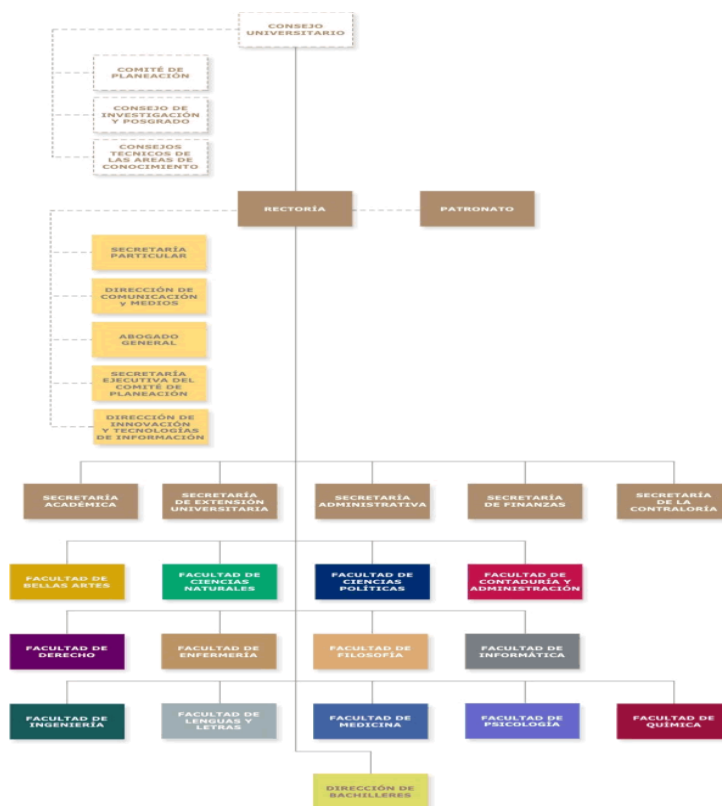 CONSEJO
UNIVERSITARIO
COMITÉ DE
PLANEACIÓN
CONSEJO DE
INVESTIGACIÓN
Y POSGRADO
CONSEJOS
TECNICOS DE
LAS AREAS DE
CONOCIMIENTO
RECTORÍA
PATRONATO
SECRETARÍA
PARTICULAR
DIRECCIÓN DE
COMUNICACIÓN
y MEDIOS
ABOGADO
GENERAL
SECRETARÍA
EJECUTIVA DEL
COMITÉ DE
PLANEACIÓN
DIRECCIÓN DE
INNOVACIÓN
Y TECNOLOGÍAS
DE INFORMACIÓN
SECRETARÍA
ACADÉMICA
SECRETARÍA
DE EXTENSIÓN
UNIVERSITARIA
SECRETARÍA
ADMINISTRATIVA
SECRETARÍA
DE FINANZAS
SECRETARÍA
DE LA
CONTRALORÍA
FACULTAD DE
BELLAS ARTES
FACULTAD DE
CIENCIAS
NATURALES
FACULTAD DE
CIENCIAS
POLÍTICAS
FACULTAD DE
CONTADURÍA Y
ADMINISTRACIÓN
FACULTAD DE
DERECHO
FACULTAD DE
ENFERMERÍA
FACULTAD DE
FILOSOFÍA
FACULTAD DE
INFORMÁTICA
FACULTAD DE
INGENIERÍA
FACULTAD DE
LENGUAS Y
LETRAS
FACULTAD DE
MEDICINA
FACULTAD DE
PSICOLOGÍA
FACULTAD DE
QUÍMICA
DIRECCIÓN DE
BACHILLERES